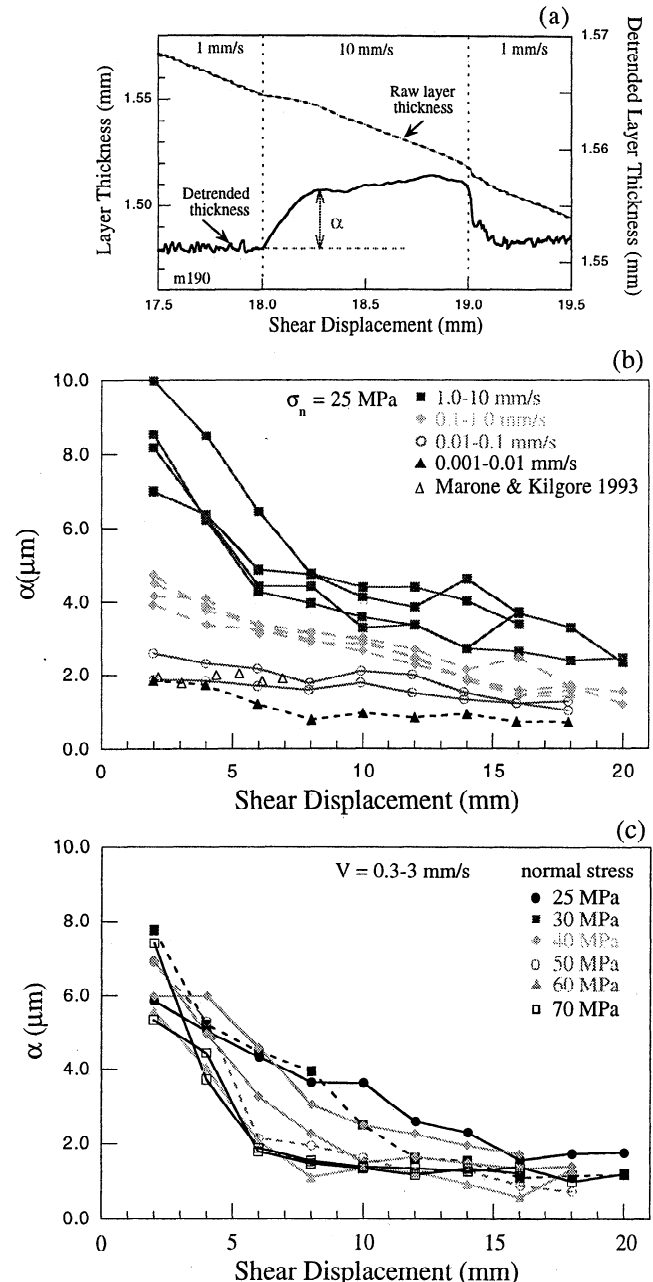 (a)
1 mm/s 10 mm/s 1 mm/s
1.57
1.55
1.56
1.50
1.55
Layer Thickness (mm)
Detrended Layer Thickness (mm)
Raw layer
thickness
Detrended
thickness
α
m190
17.5 18.0 18.5 19.0 19.5
Shear Displacement (mm)
(b)
10.0
8.0
6.0
4.0
2.0
0.0
α(μm)
σn = 25 MPa
1.0-10 mm/s
0.1-1.0 mm/s
0.01-0.1 mm/s
0.001-0.01 mm/s
Marone & Kilgore 1993
0 5 10 15 20
Shear Displacement (mm)
(c)
10.0
8.0
6.0
4.0
2.0
0.0
α (μm)
V = 0.3-3 mm/s
normal stress
25 MPa
30 MPa
40 MPa
50 MPa
60 MPa
70 MPa
0 5 10 15 20
Shear Displacement (mm)